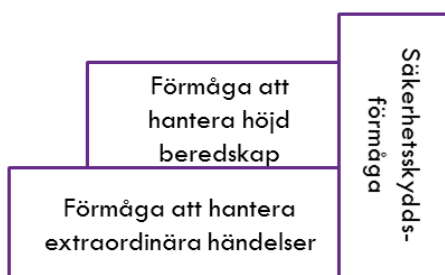 Förmåga att
hantera höjd
beredskap
Förmåga att hantera
extraordinära händelser
Säkerhetsskydds-
förmåga